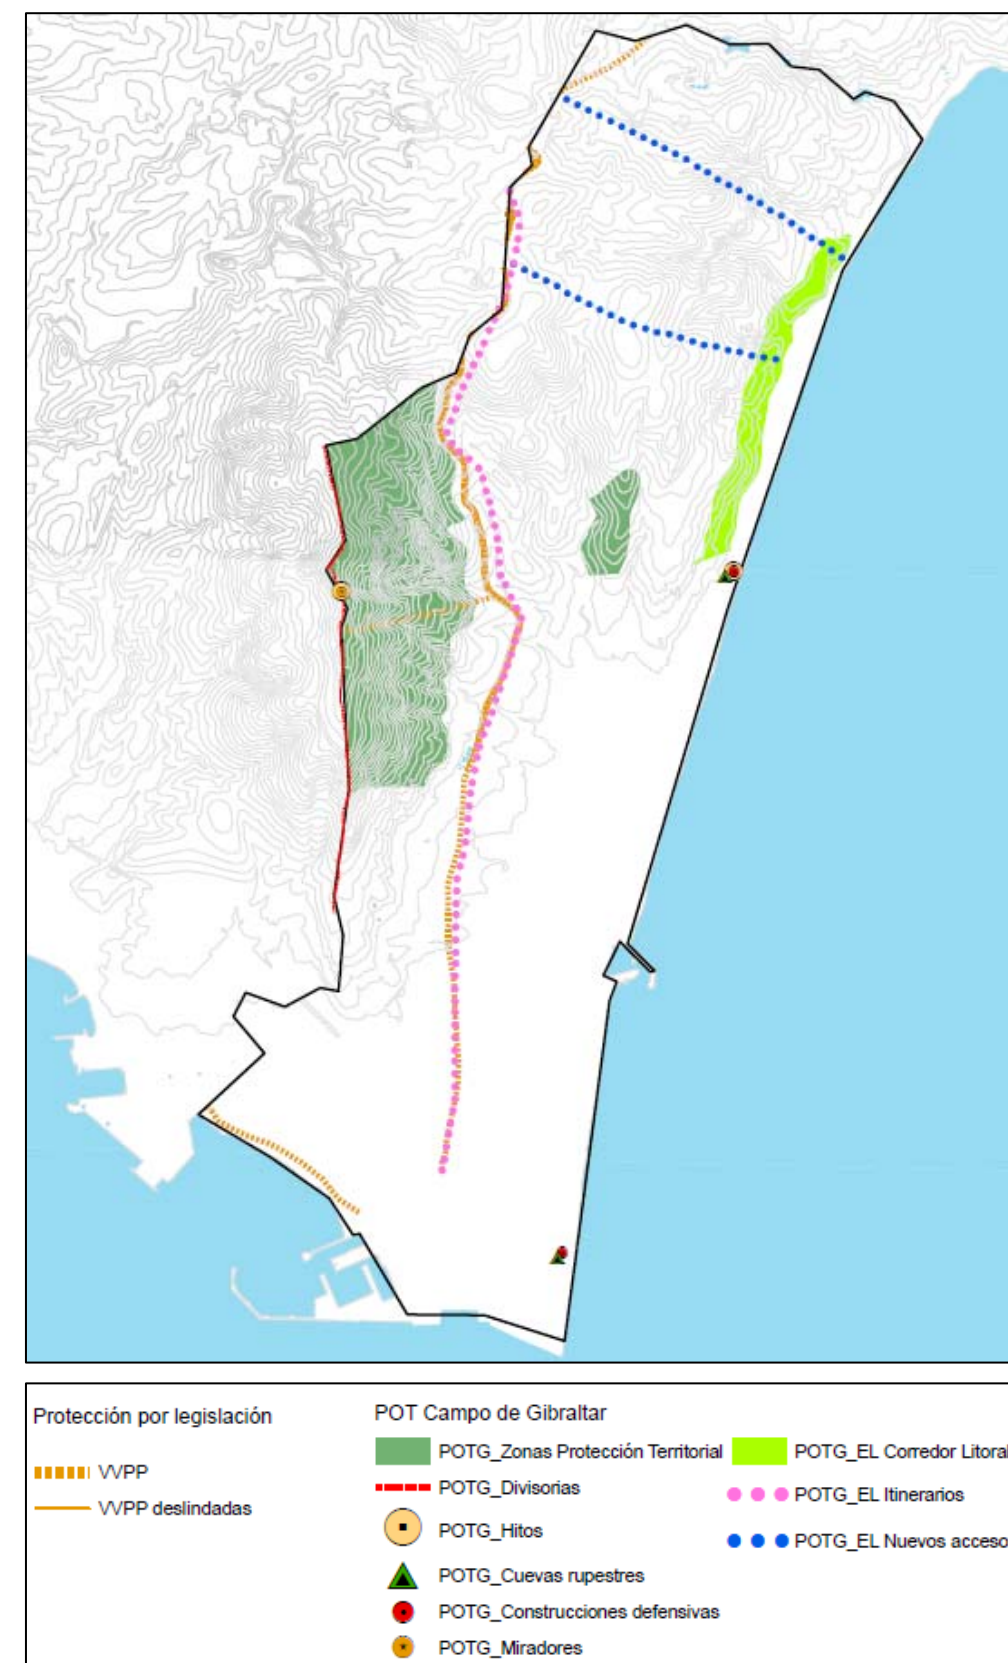 Protección por legislación
VVPP
VVPP deslindadas
POT Campo de Gibraltar
POTG_Zonas Protección Territorial
POTG_Divisorias
POTG_Hitos
POTG_Cuevas rupestres
POTG_Construcciones defensivas
POTG_Miradores
POTG_EL Corredor Litoral
POTG_EL Itinerarios
POTG_EL Nuevos acceso